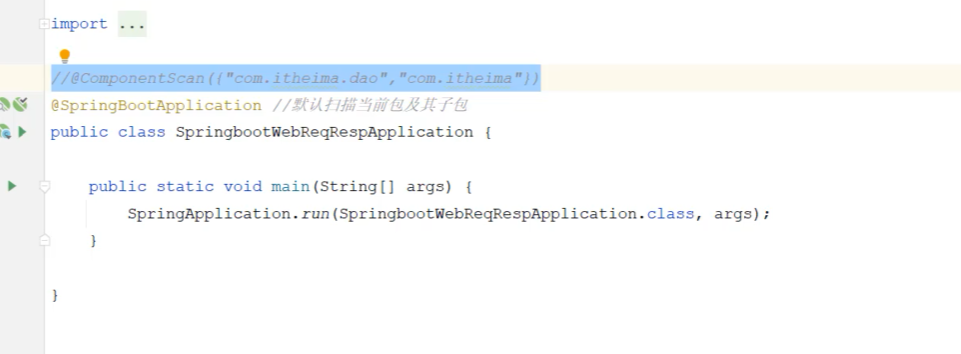 import ...
//@ComponentScan({"com.itheima.dao","com.itheima"})
@SpringBootApplication //默认扫描当前包及其子包
public class SpringbootWebReqRespApplication {
public static void main(String[] args) {
SpringApplication.run(SpringbootWebReqRespApplication.class, args);
}
}